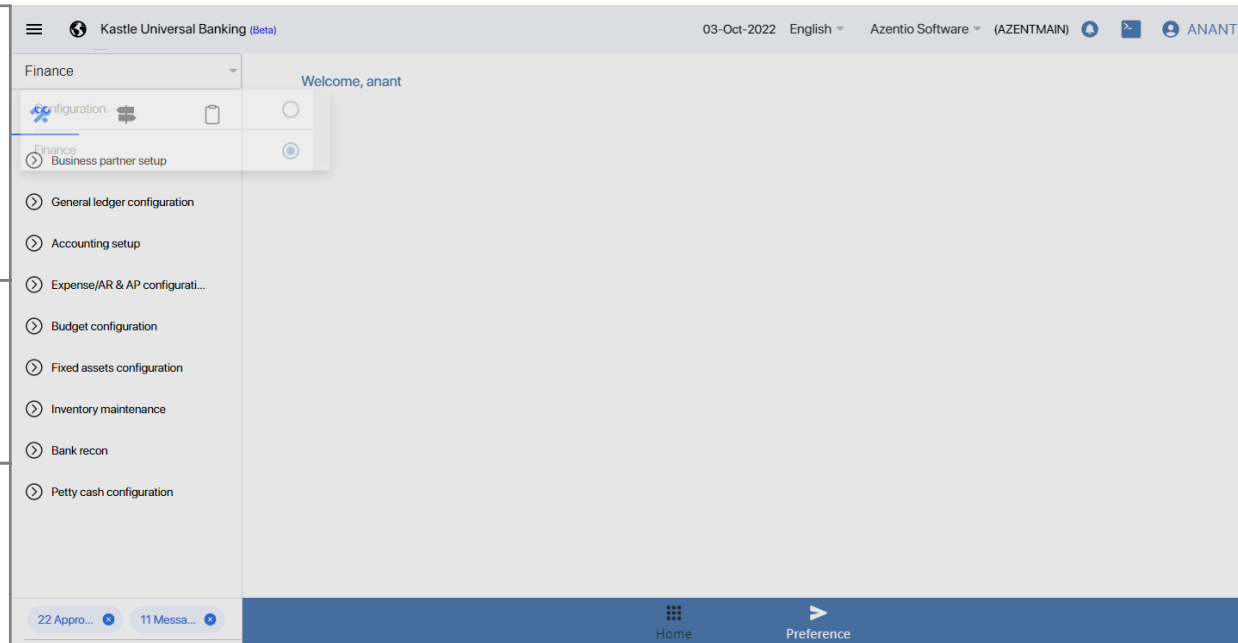 Kastle Universal Banking (Beta)
03-Oct-2022 English Azentio Software (AZENTMAIN) ANANT
Finance
Welcome, anant
Configuration
Finance
Business partner setup
General ledger configuration
Accounting setup
Expense/AR & AP configurati...
Budget configuration
Fixed assets configuration
Inventory maintenance
Bank recon
Petty cash configuration
22 Appro... 11 Messa...
Home Preference